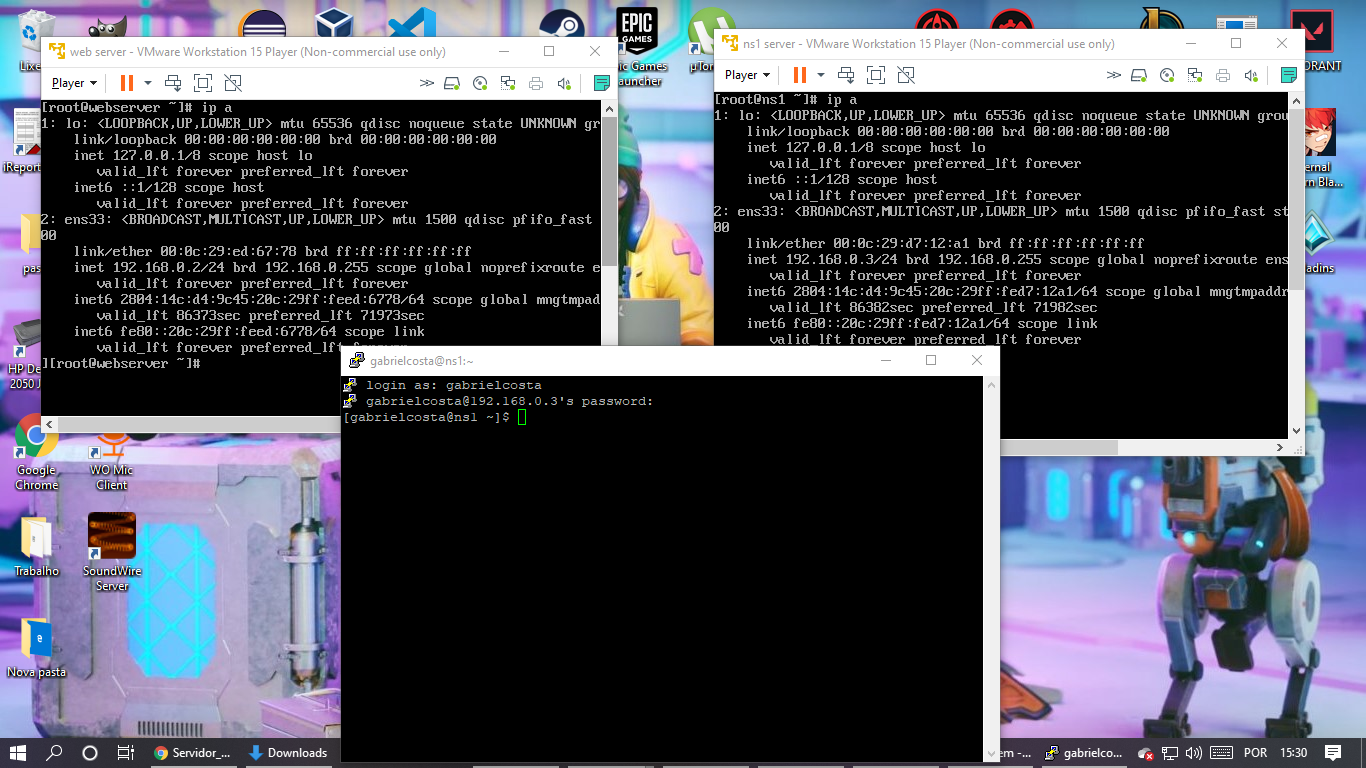 Lixe
Epic Games
auncher
µTor
ORANT
iReport
pas
HP De
2050 J
ernal
n Bla...
adins
web server - VMware Workstation 15 Player (Non-commercial use only)
Player
[root@webserver ~]# ip a
1: lo: <LOOPBACK,UP,LOWER_UP> mtu 65536 qdisc noqueue state UNKNOWN gr
link/loopback 00:00:00:00:00:00 brd 00:00:00:00:00:00
inet 127.0.0.1/8 scope host lo
valid_lft forever preferred_lft forever
inet6 ::1/128 scope host
valid_lft forever preferred_lft forever
2: ens33: <BROADCAST,MULTICAST,UP,LOWER_UP> mtu 1500 qdisc pfifo_fast
00
link/ether 00:0c:29:ed:67:78 brd ff:ff:ff:ff:ff:ff
inet 192.168.0.2/24 brd 192.168.0.255 scope global noprefixroute e
valid_lft forever preferred_lft forever
inet6 2804:14c:d4:9c45:20c:29ff:feed:6778/64 scope global mngtmpad
valid_lft 86373sec preferred_lft 71973sec
inet6 fe80::20c:29ff:feed:6778/64 scope link
valid_lft forever preferred_lft forever
][root@webserver ~]#
ns1 server - VMware Workstation 15 Player (Non-commercial use only)
Player
[root@ns1 ~]# ip a
1: lo: <LOOPBACK,UP,LOWER_UP> mtu 65536 qdisc noqueue state UNKNOWN grou
link/loopback 00:00:00:00:00:00 brd 00:00:00:00:00:00
inet 127.0.0.1/8 scope host lo
valid_lft forever preferred_lft forever
inet6 ::1/128 scope host
valid_lft forever preferred_lft forever
2: ens33: <BROADCAST,MULTICAST,UP,LOWER_UP> mtu 1500 qdisc pfifo_fast st
00
link/ether 00:0c:29:d7:12:a1 brd ff:ff:ff:ff:ff:ff
inet 192.168.0.3/24 brd 192.168.0.255 scope global noprefixroute ens
valid_lft forever preferred_lft forever
inet6 2804:14c:d4:9c45:20c:29ff:fed7:12a1/64 scope global mngtmpaddr
valid_lft 86382sec preferred_lft 71982sec
inet6 fe80::20c:29ff:fed7:12a1/64 scope link
valid_lft forever preferred_lft forever
gabrielcosta@ns1:~
login as: gabrielcosta
gabrielcosta@192.168.0.3's password:
[gabrielcosta@ns1 ~]$
Google
Chrome
WO Mic
Client
Trabalho
SoundWire
Server
Nova pasta
Servidor_...
Downloads
em -...
gabrielco...
POR
15:30